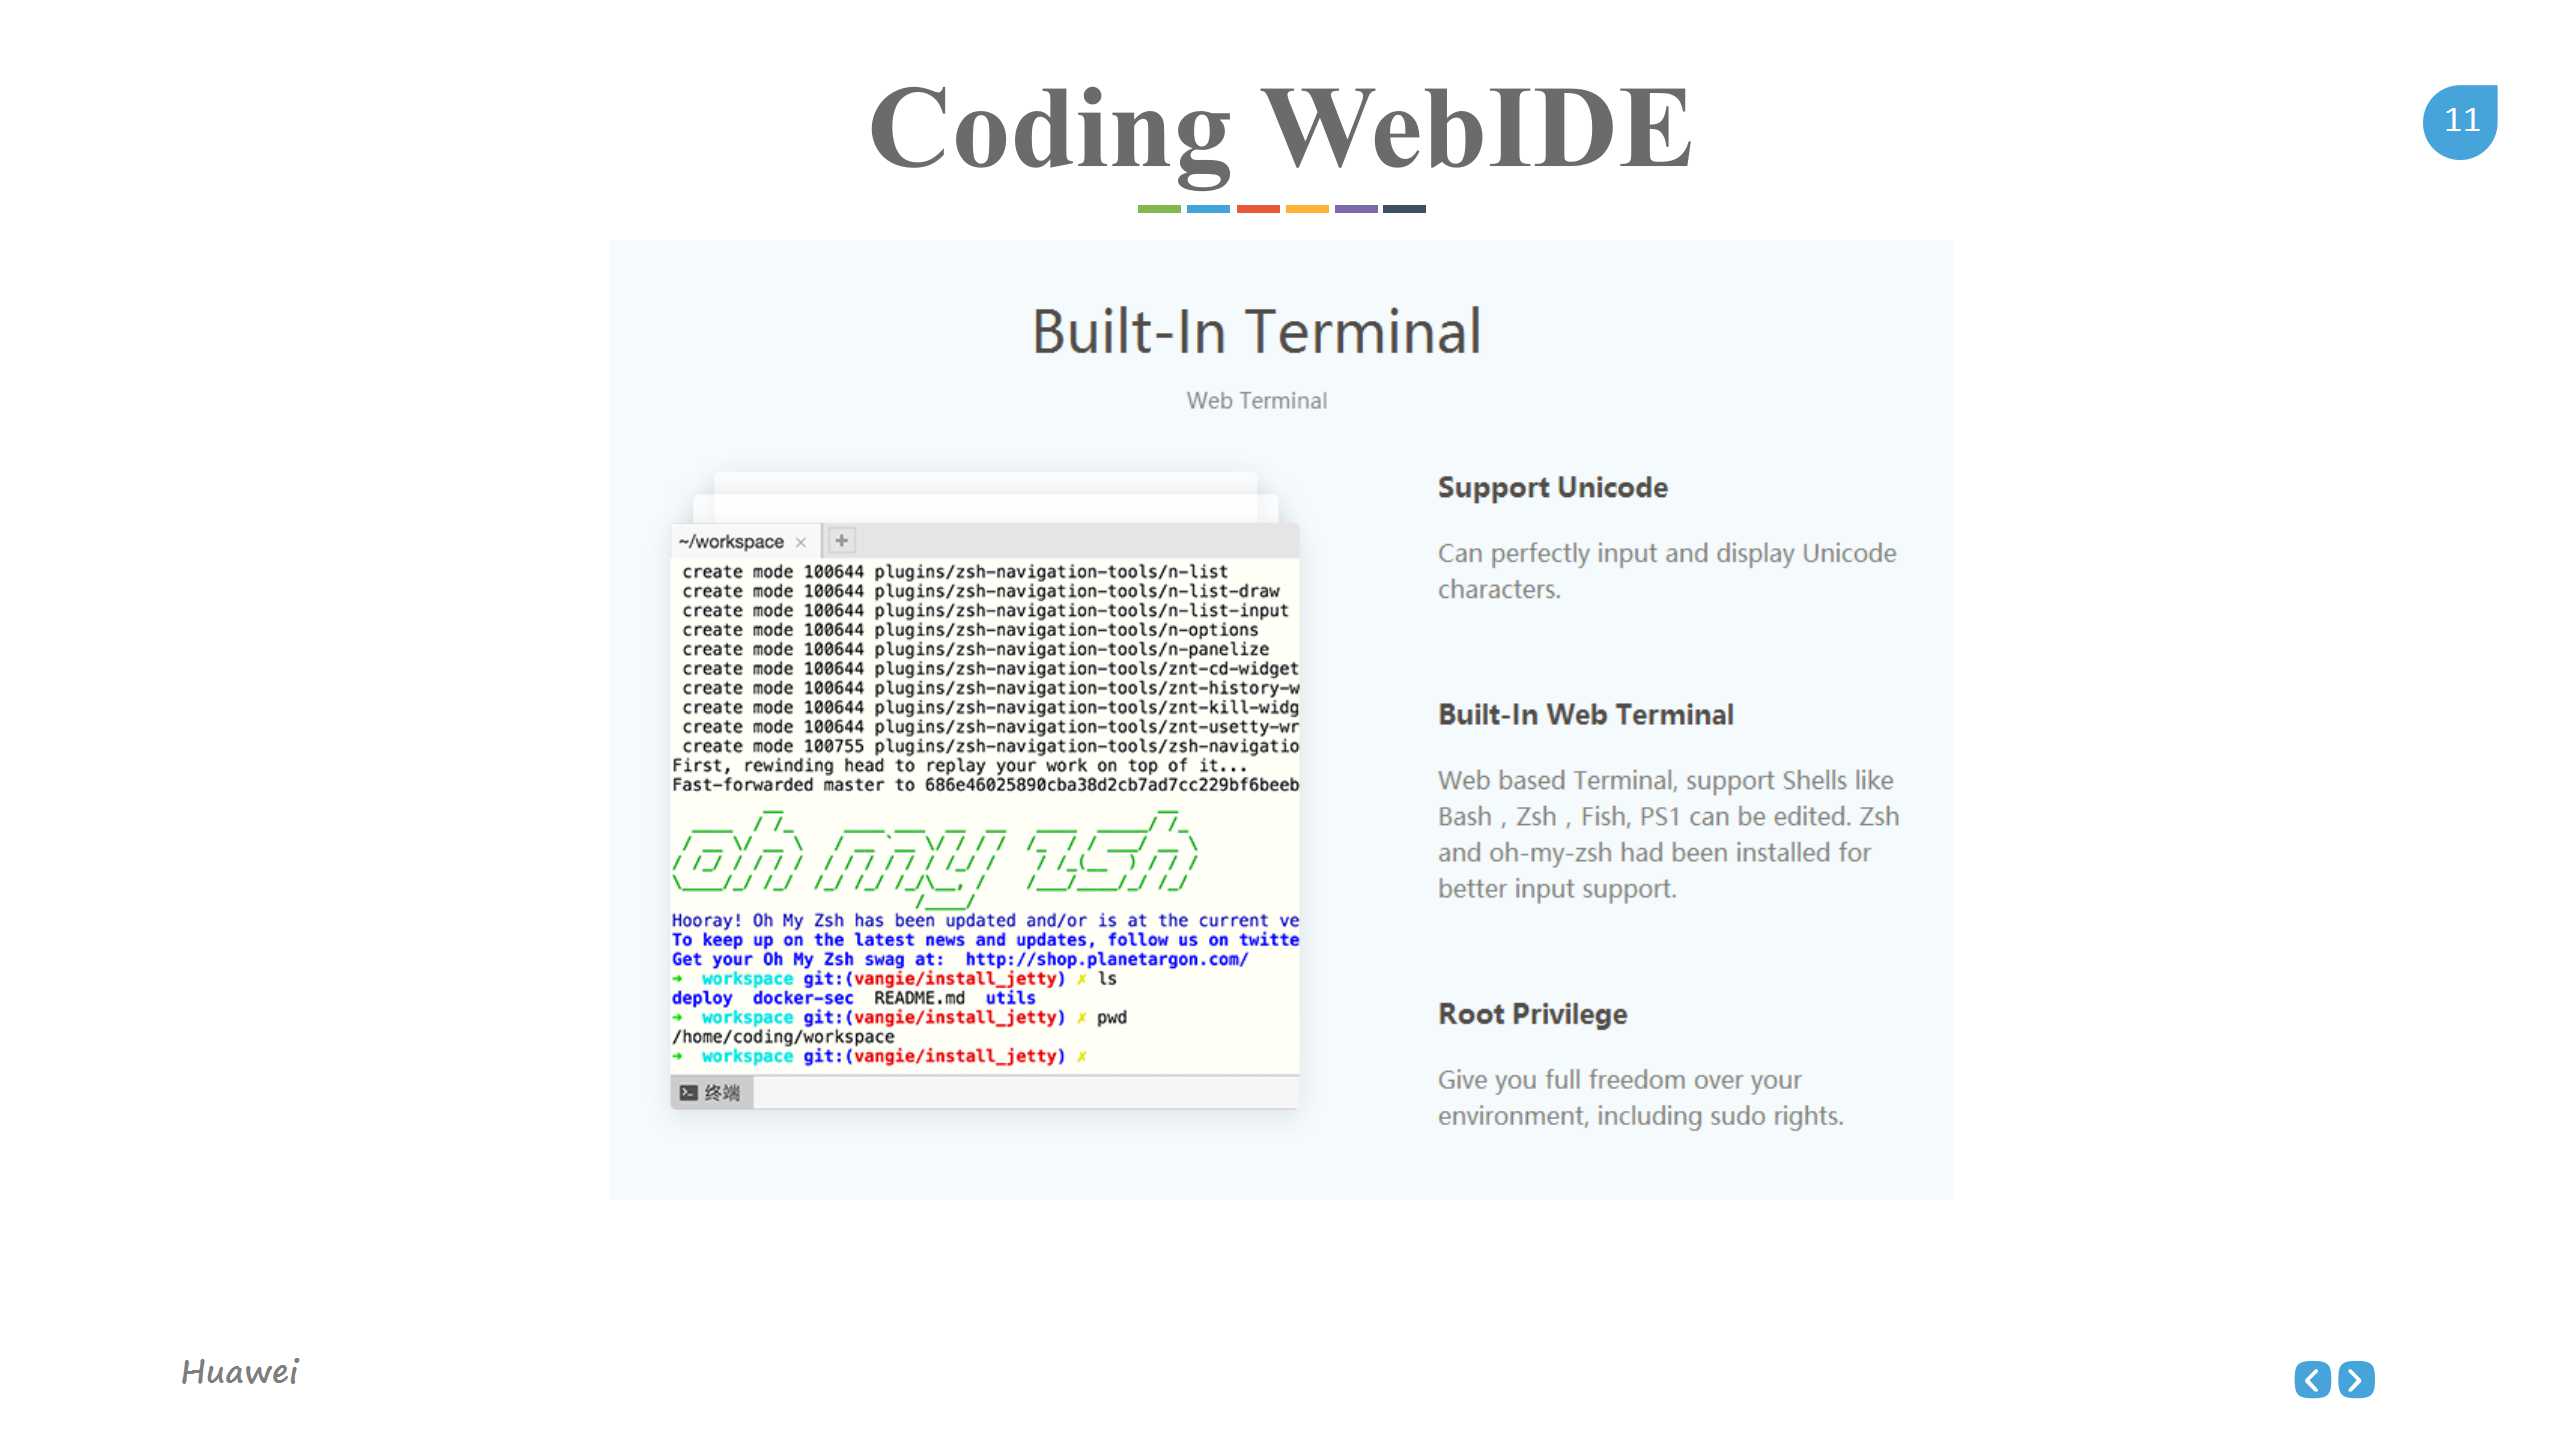 Coding WebIDE
11
Built-In Terminal
Web Terminal
~/workspace × +
create mode 100644 plugins/zsh-navigation-tools/n-list
create mode 100644 plugins/zsh-navigation-tools/n-list-draw
create mode 100644 plugins/zsh-navigation-tools/n-list-input
create mode 100644 plugins/zsh-navigation-tools/n-options
create mode 100644 plugins/zsh-navigation-tools/n-panelize
create mode 100644 plugins/zsh-navigation-tools/znt-cd-widget
create mode 100644 plugins/zsh-navigation-tools/znt-history-w
create mode 100644 plugins/zsh-navigation-tools/znt-kill-widg
create mode 100644 plugins/zsh-navigation-tools/znt-usetty-wr
create mode 100755 plugins/zsh-navigation-tools/zsh-navigatio
First, rewinding head to replay your work on top of it...
Fast-forwarded master to 686e46025890cba38d2cb7ad7cc229bf6beeb
oh my zsh
Hooray! Oh My Zsh has been updated and/or is at the current ve
To keep up on the latest news and updates, follow us on twitte
Get your Oh My Zsh swag at:  http://shop.planetargon.com/
➜  workspace git:(vangie/install_jetty) ✗ ls
deploy  docker-sec  README.md  utils
➜  workspace git:(vangie/install_jetty) ✗ pwd
/home/coding/workspace
➜  workspace git:(vangie/install_jetty) ✗
终端
Support Unicode
Can perfectly input and display Unicode
characters.
Built-In Web Terminal
Web based Terminal, support Shells like
Bash , Zsh , Fish, PS1 can be edited. Zsh
and oh-my-zsh had been installed for
better input support.
Root Privilege
Give you full freedom over your
environment, including sudo rights.
Huawei